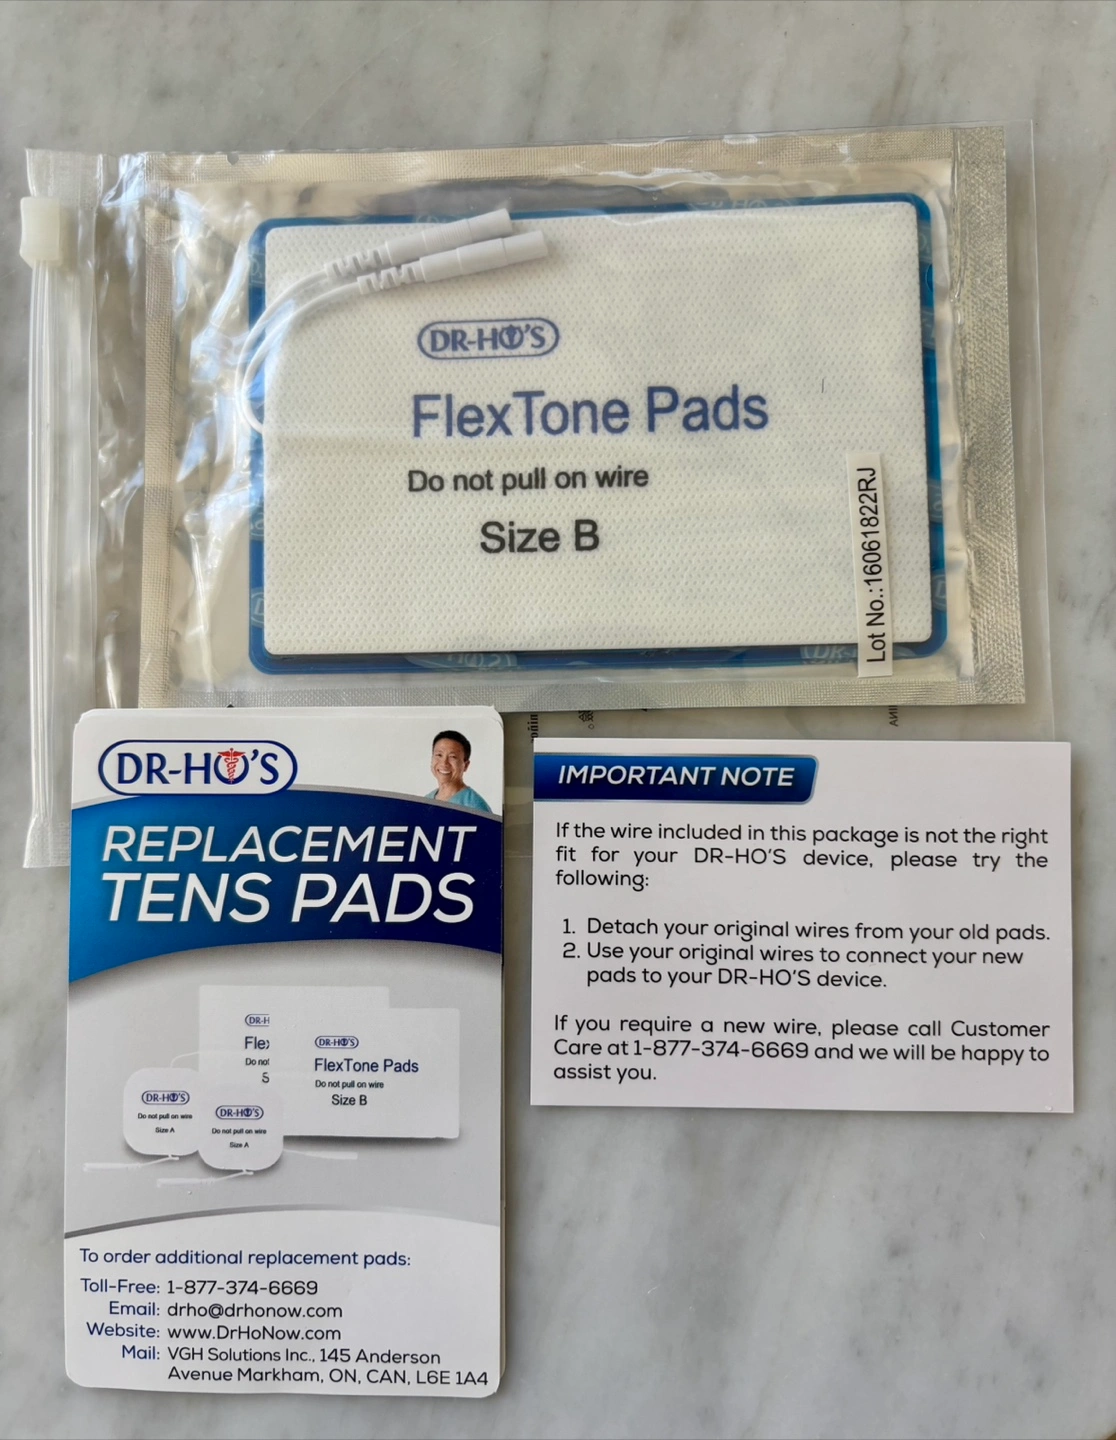 DR-HO'S
FlexTone Pads
Do not pull on wire
Size B
Lot No.:16061822RJ
DR-HO'S
REPLACEMENT
TENS PADS
DR-H
Do not
S
DR-HO'S
FlexTone Pads
Do not pull on wire
Size B
DR-HO'S
Do not pull on wire
Size A
DR-HO'S
Do not pull on wire
Size A
To order additional replacement pads:
Toll-Free: 1-877-374-6669
Email: drho@drhonow.com
Website: www.DrHoNow.com
Mail: VGH Solutions Inc., 145 Anderson
Avenue Markham, ON, CAN, L6E 1A4
IMPORTANT NOTE
If the wire included in this package is not the right
fit for your DR-HO'S device, please try the
following:
1. Detach your original wires from your old pads.
2. Use your original wires to connect your new
pads to your DR-HO'S device.
If you require a new wire, please call Customer
Care at 1-877-374-6669 and we will be happy to
assist you.